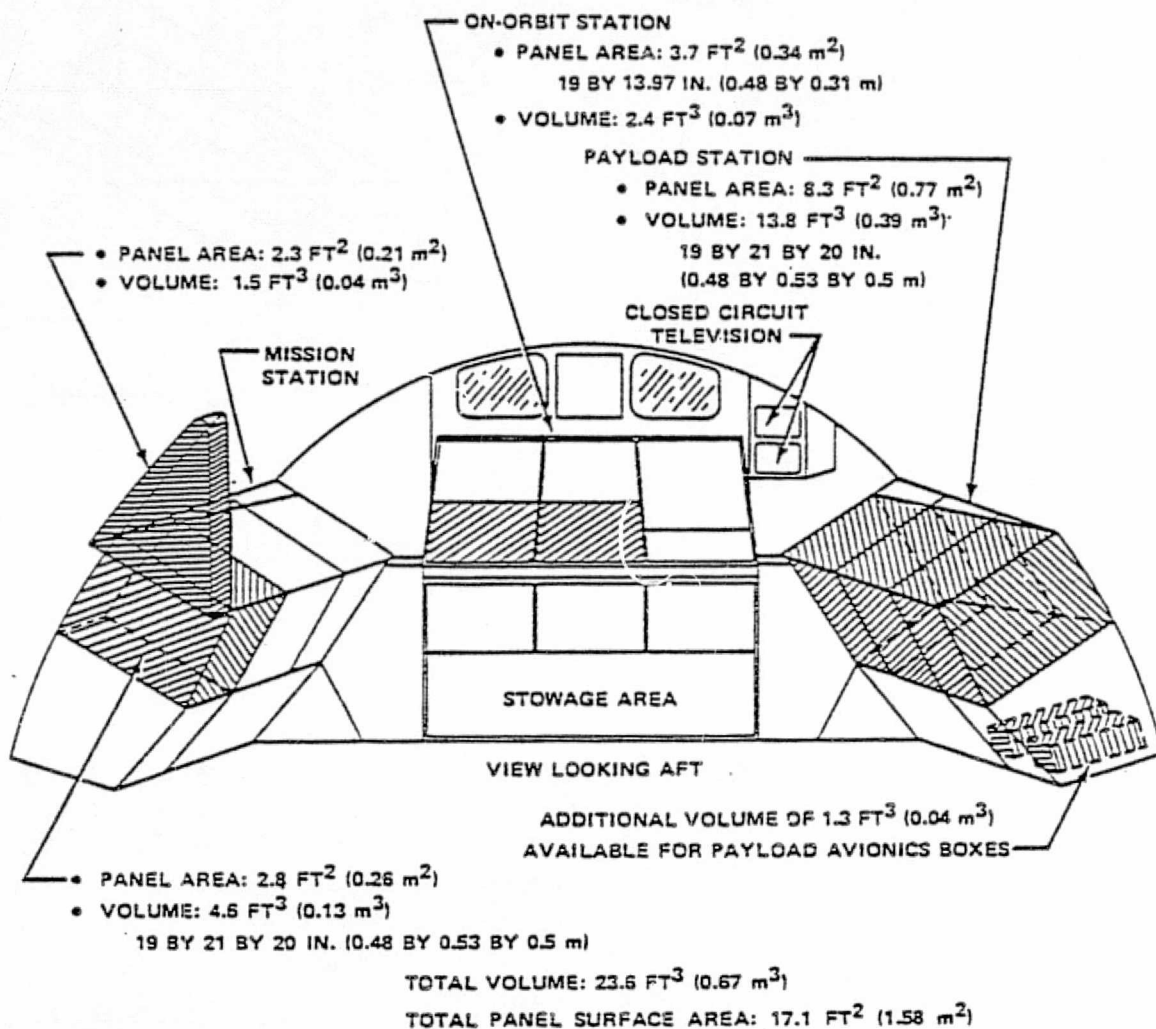 ON-ORBIT STATION
• PANEL AREA: 3.7 FT² (0.34 m²)
19 BY 13.97 IN. (0.48 BY 0.31 m)
• VOLUME: 2.4 FT³ (0.07 m³)
PAYLOAD STATION
• PANEL AREA: 8.3 FT² (0.77 m²)
• VOLUME: 13.8 FT³ (0.39 m³)
19 BY 21 BY 20 IN.
(0.48 BY 0.53 BY 0.5 m)
• PANEL AREA: 2.3 FT² (0.21 m²)
• VOLUME: 1.5 FT³ (0.04 m³)
CLOSED CIRCUIT
TELEVISION
MISSION
STATION
STOWAGE AREA
VIEW LOOKING AFT
ADDITIONAL VOLUME OF 1.3 FT³ (0.04 m³)
AVAILABLE FOR PAYLOAD AVIONICS BOXES
• PANEL AREA: 2.8 FT² (0.26 m²)
• VOLUME: 4.6 FT³ (0.13 m³)
19 BY 21 BY 20 IN. (0.48 BY 0.53 BY 0.5 m)
TOTAL VOLUME: 23.6 FT³ (0.67 m³)
TOTAL PANEL SURFACE AREA: 17.1 FT² (1.58 m²)